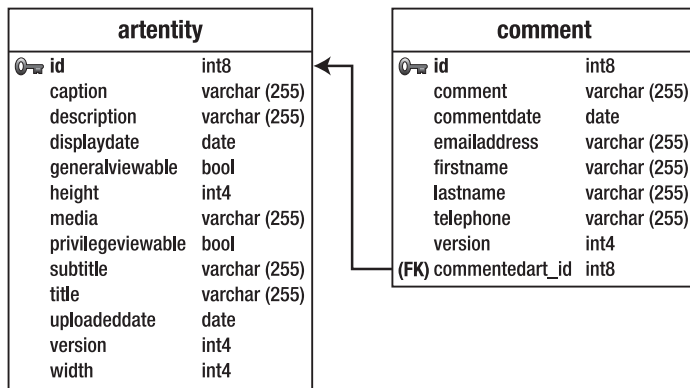 artentity
id int8
caption varchar (255)
description varchar (255)
displaydate date
generalviewable bool
height int4
media varchar (255)
privilegeviewable bool
subtitle varchar (255)
title varchar (255)
uploadeddate date
version int4
width int4
comment
id int8
comment varchar (255)
commentdate date
emailaddress varchar (255)
firstname varchar (255)
lastname varchar (255)
telephone varchar (255)
version int4
(FK) commentedart_id int8